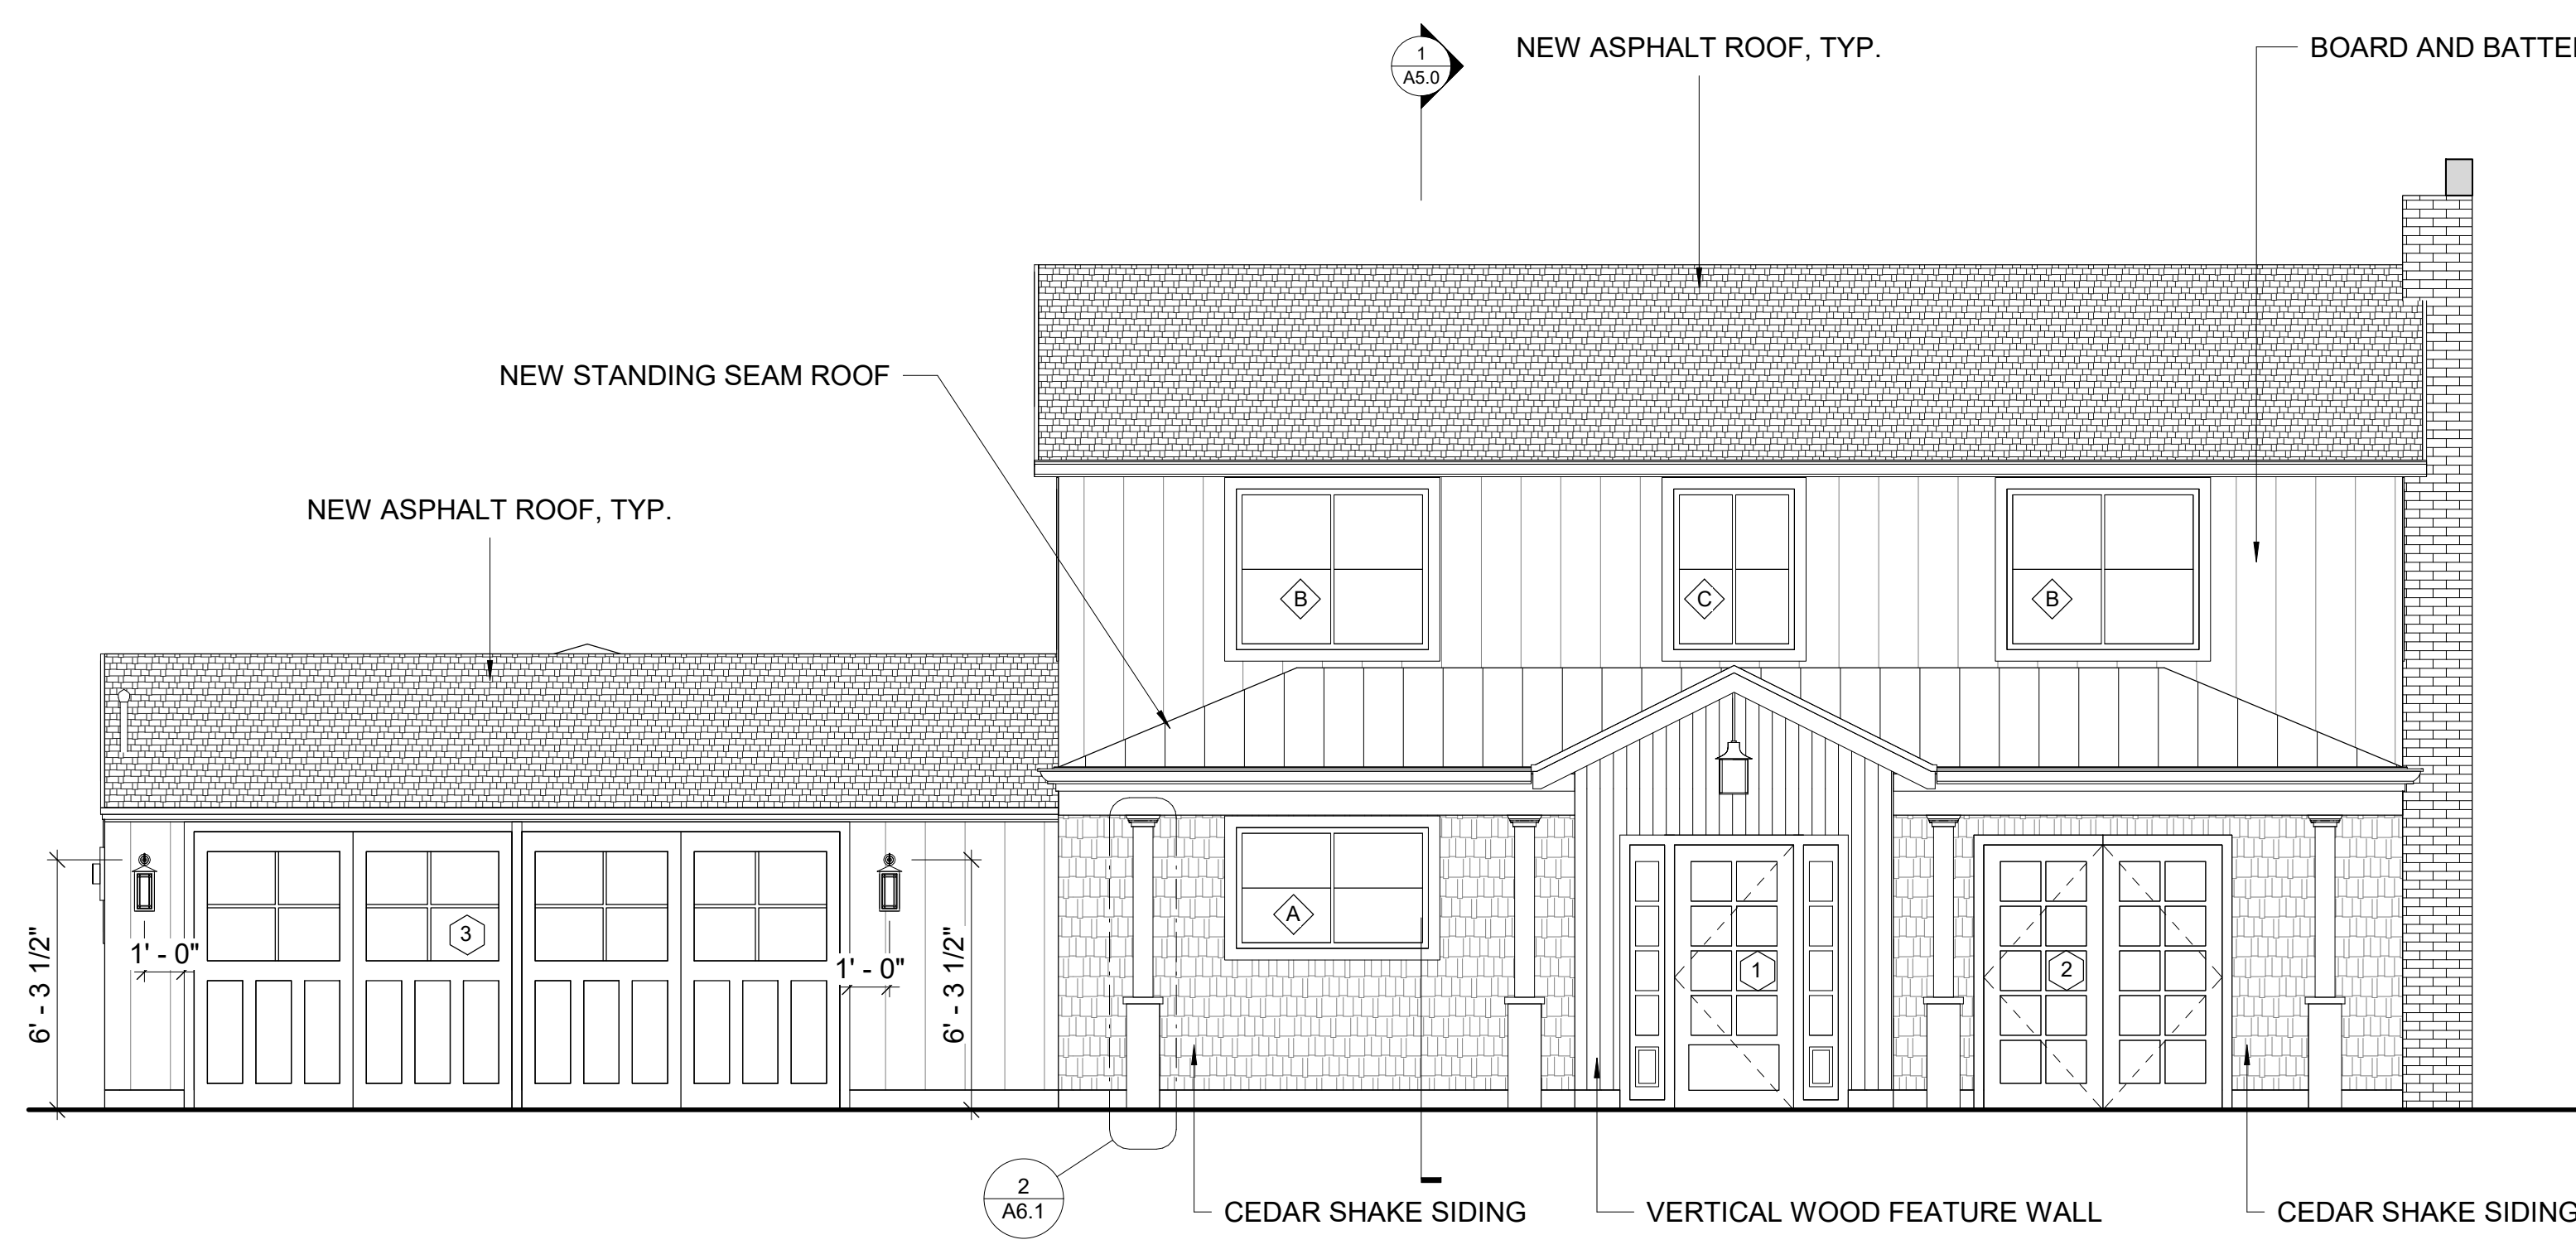 1
A5.0
NEW ASPHALT ROOF, TYP.
BOARD AND BATTE
NEW STANDING SEAM ROOF
NEW ASPHALT ROOF, TYP.
B
C
B
A
3
1
2
6' - 3 1/2"
1' - 0"
1' - 0"
6' - 3 1/2"
2
A6.1
CEDAR SHAKE SIDING
VERTICAL WOOD FEATURE WALL
CEDAR SHAKE SIDING